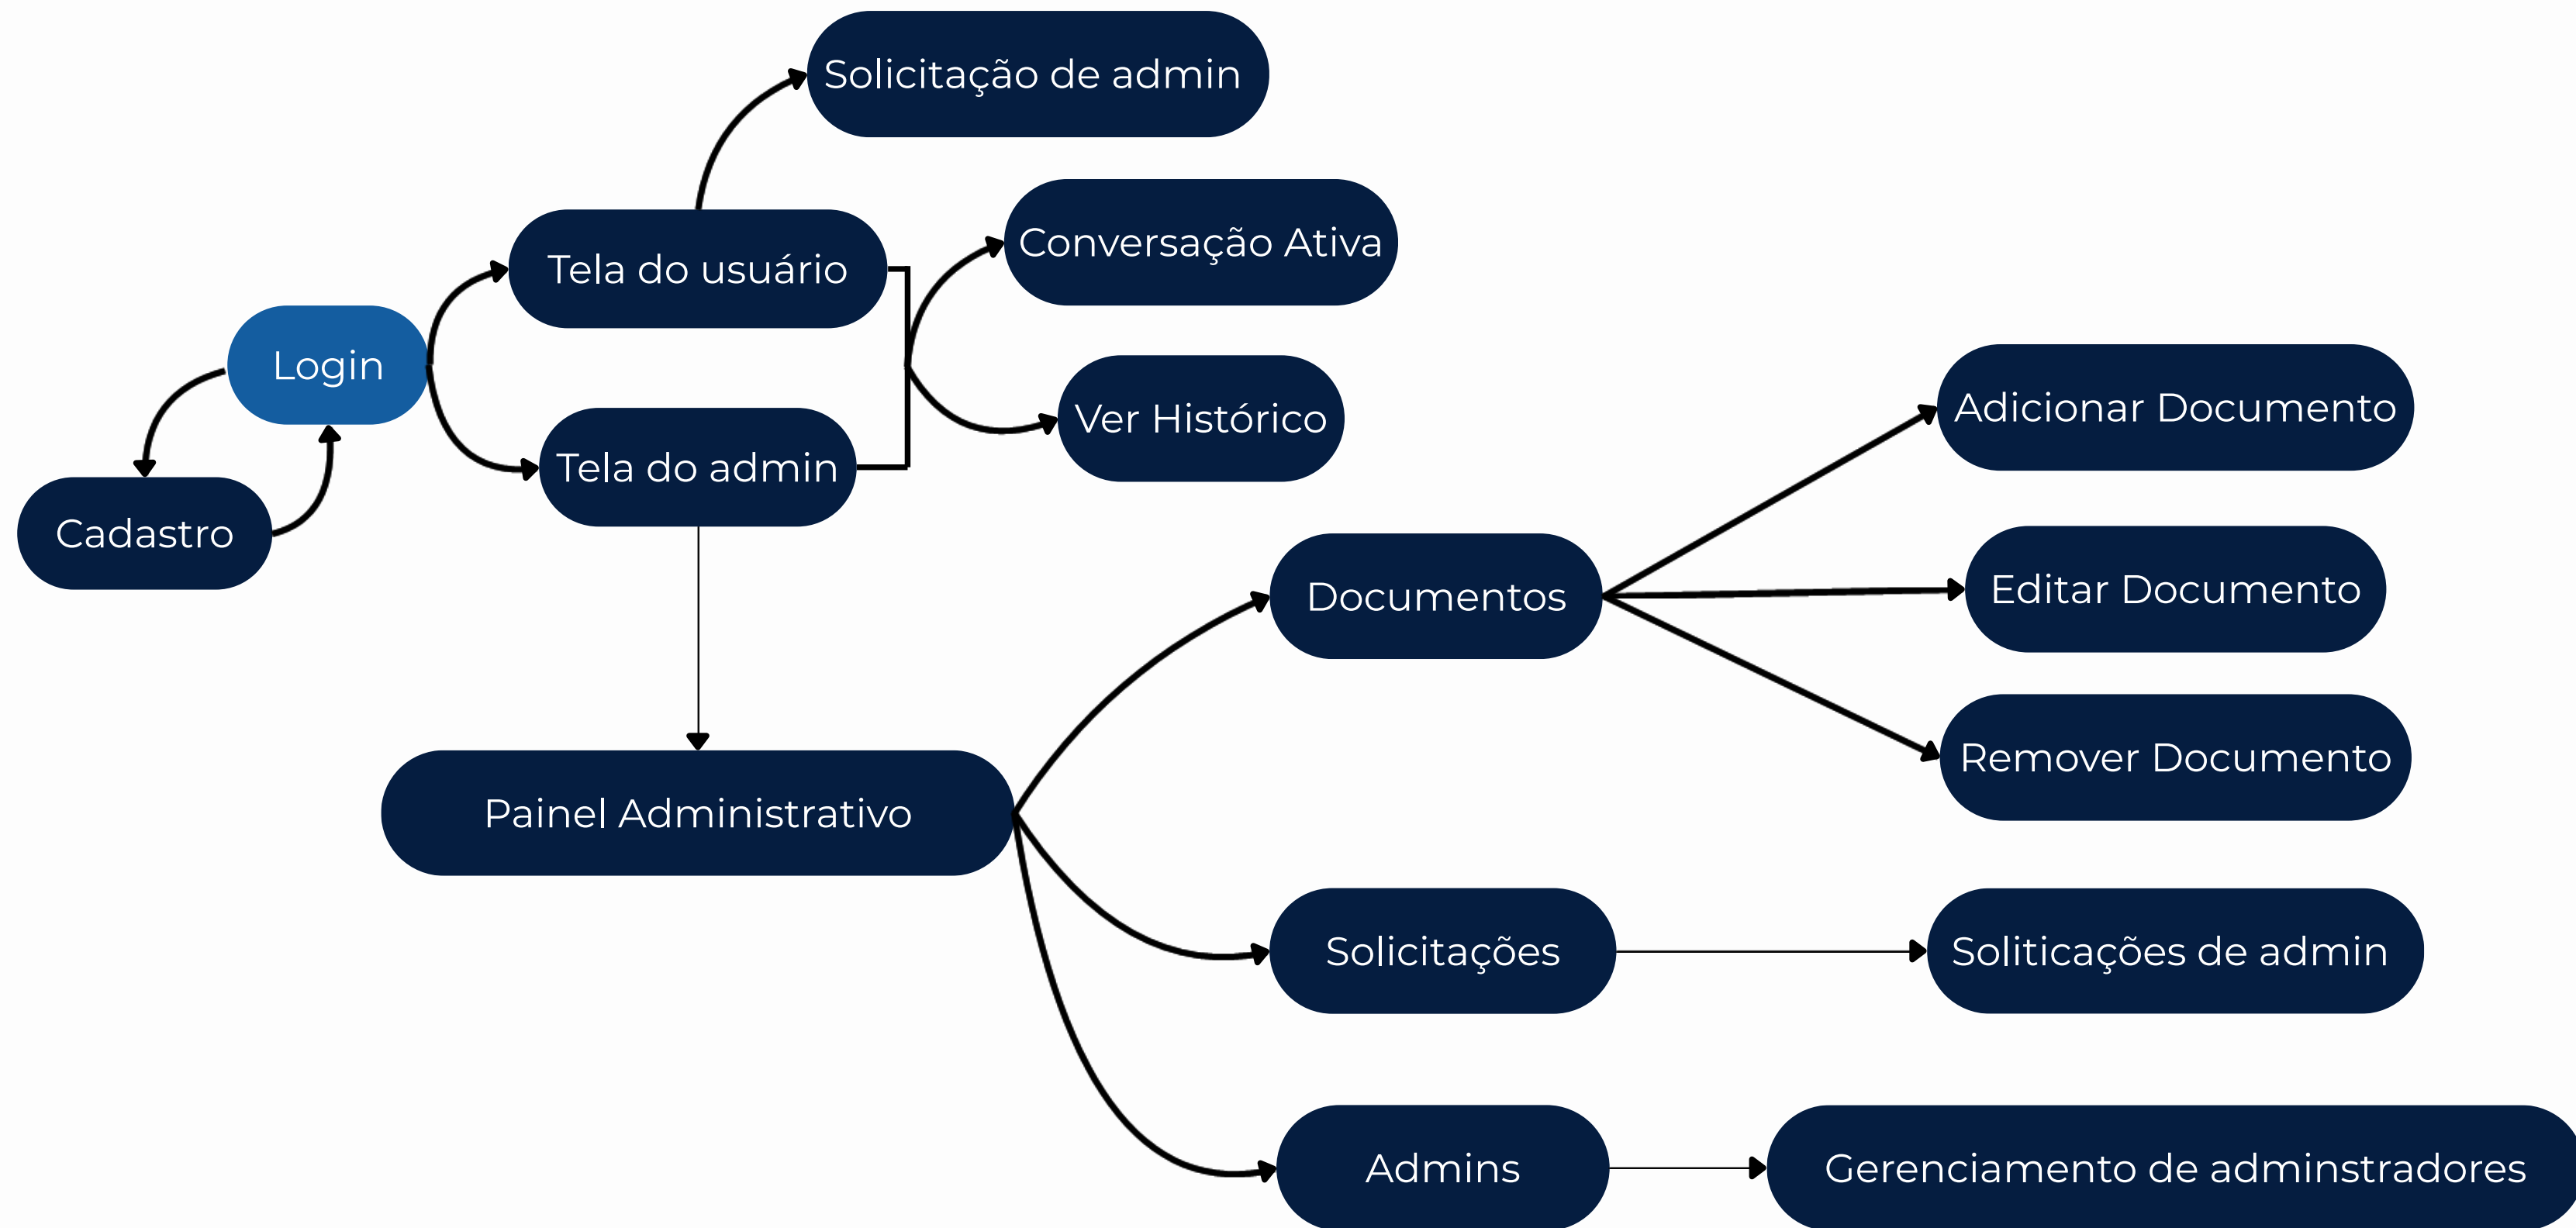 Solicitação de admin
Conversação Ativa
Tela do usuário
Login
Ver Histórico
Tela do admin
Cadastro
Adicionar Documento
Documentos
Editar Documento
Remover Documento
Painel Administrativo
Solicitações
Soliticações de admin
Admins
Gerenciamento de adminstradores